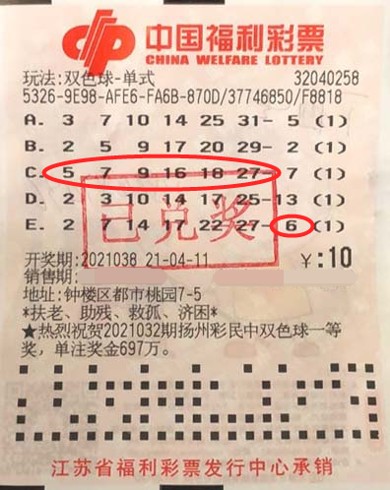 中国福利彩票
CHINA WELFARE LOTTERY
玩法:双色球-单式 32040258
5326-9E98-AFE6-FA6B-870D/37746850/F8818
A. 3 7 10 14 25 31- 5 (1)
B. 2 5 9 17 20 29- 2 (1)
C. 5 7 9 16 18 27- 7 (1)
D. 2 3 10 14 17 25-13 (1)
E. 2 7 14 17 22 27- 6 (1)
已兑奖
开奖期:2021038 21-04-11 ¥:10
销售期:
地址:钟楼区都市桃园7-5
*扶老、助残、救孤、济困*
★热烈祝贺2021032期扬州彩民中双色球一等
奖，单注奖金697万。
江苏省福利彩票发行中心承销